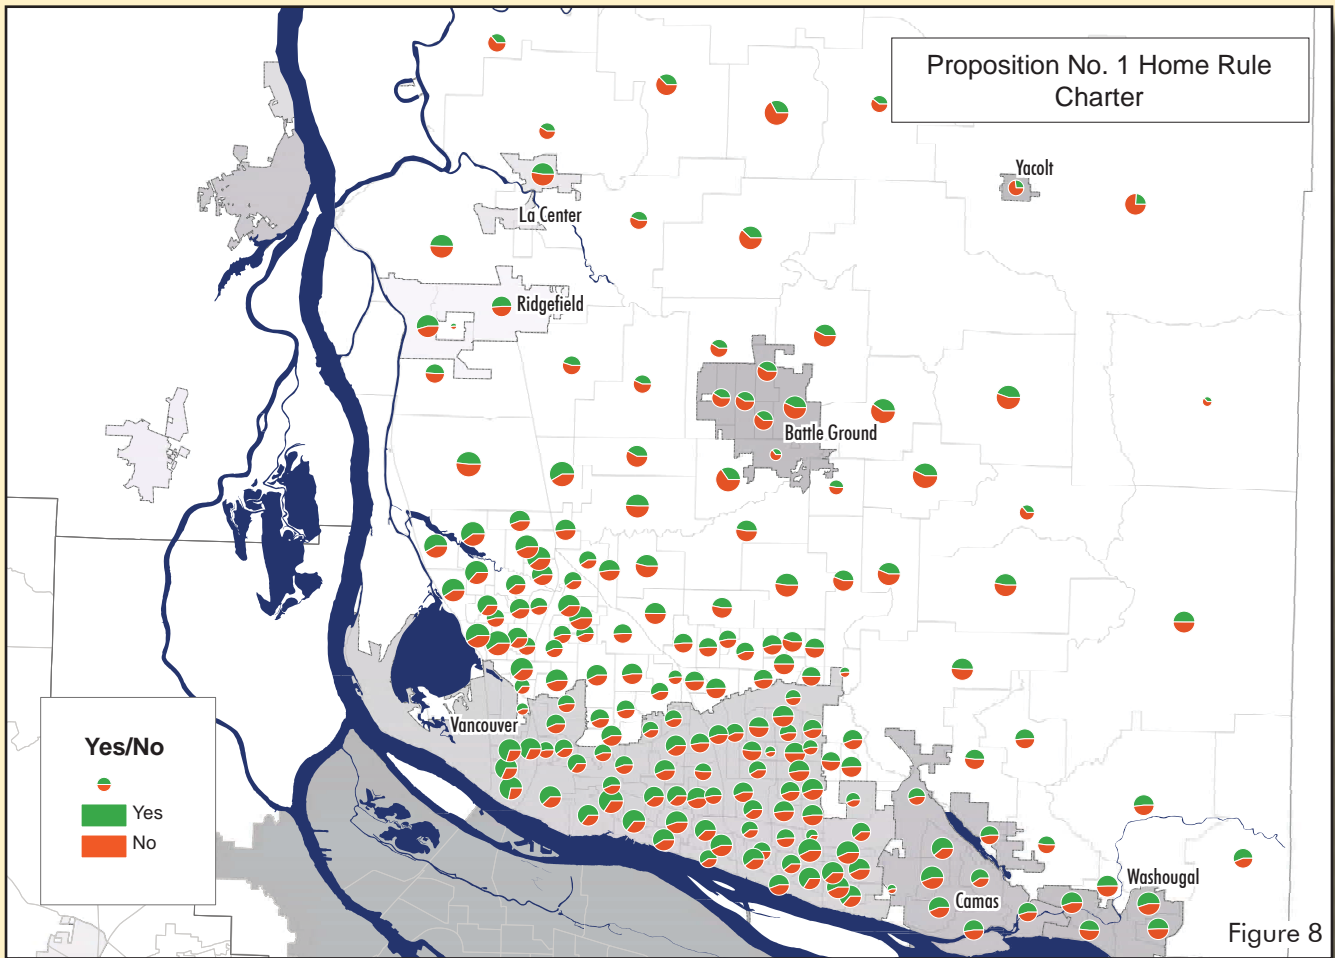 Proposition No. 1 Home Rule
Charter
Yacolt
La Center
Ridgefield
Battle Ground
Vancouver
Yes/No
Yes
No
Washougal
Camas
Figure 8